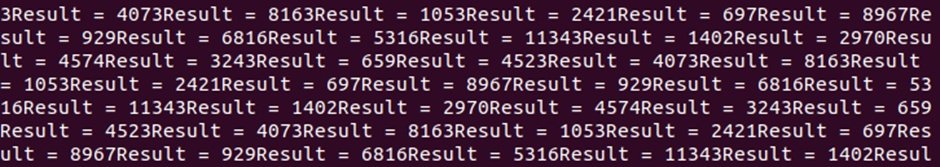 3Result = 4073Result = 8163Result = 1053Result = 2421Result = 697Result = 8967Re
sult = 929Result = 6816Result = 5316Result = 11343Result = 1402Result = 2970Resu
lt = 4574Result = 3243Result = 659Result = 4523Result = 4073Result = 8163Result
= 1053Result = 2421Result = 697Result = 8967Result = 929Result = 6816Result = 53
16Result = 11343Result = 1402Result = 2970Result = 4574Result = 3243Result = 659
Result = 4523Result = 4073Result = 8163Result = 1053Result = 2421Result = 697Res
ult = 8967Result = 929Result = 6816Result = 5316Result = 11343Result = 1402Resul